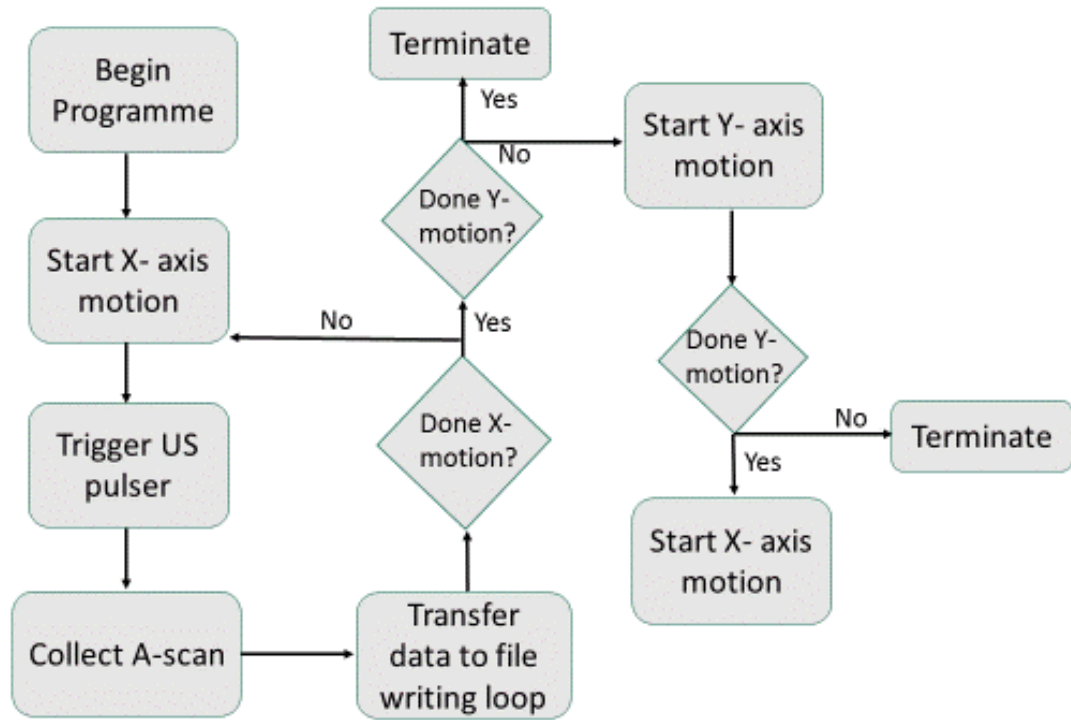 Begin
Programme
Start X- axis
motion
Trigger US
pulser
Collect A-scan
Transfer
data to file
writing loop
Done X-
motion?
No
Yes
Done Y-
motion?
Yes
Terminate
No
Start Y- axis
motion
Done Y-
motion?
No
Terminate
Yes
Start X- axis
motion